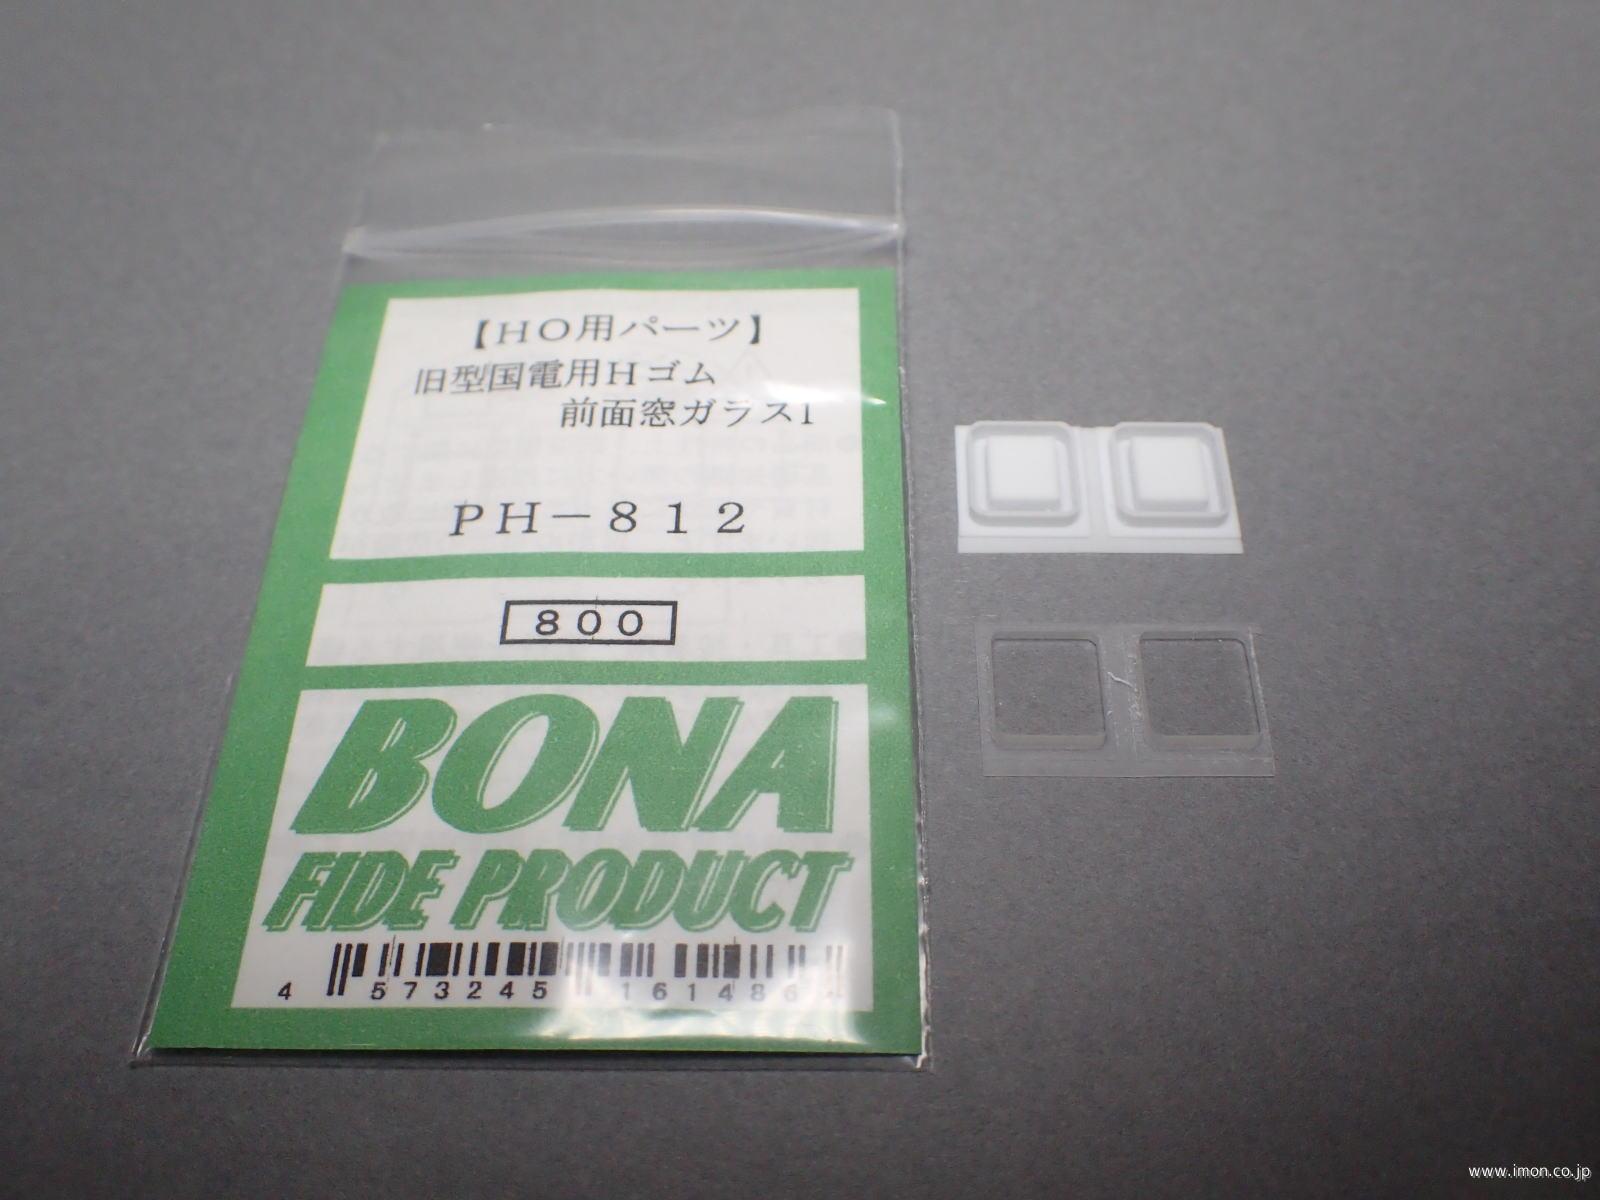 【HO用パーツ】
旧型国電用Hゴム
前面窓ガラス1
PH－812
800
BONA
FIDE PRODUCT
4 573245 161486
www.imon.co.jp